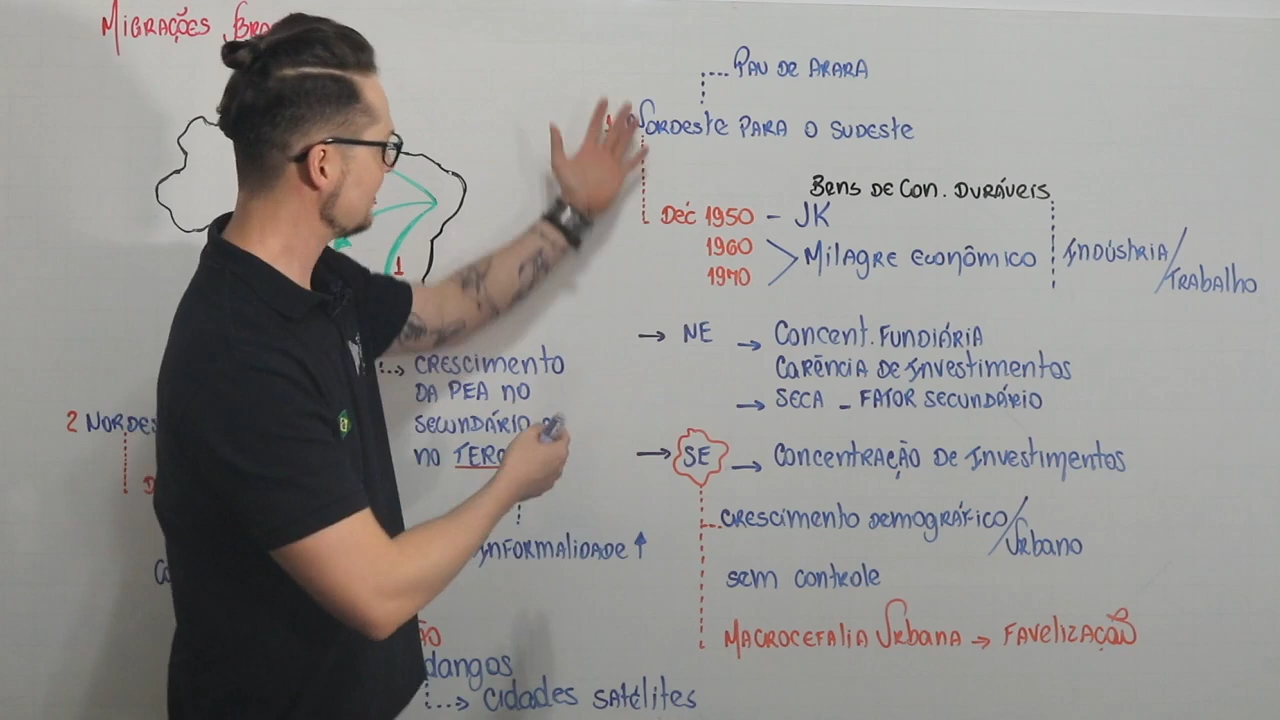 Migrações
Pau de Arara
Nordeste para o Sudeste
Déc 1950 - JK
Bens de Con. Duráveis
1960
1970
Milagre econômico
Indústria/
Trabalho
→ NE → Concent. Fundiária
Carência de Investimentos
→ Seca - Fator Secundário
→ SE → Concentração de Investimentos
Crescimento Demográfico/
Urbano
sem controle
Macrocefalia Urbana → Favelização
1
Crescimento
da PEA no
Secundário
no
Informalidade ↑
2
dangos
Cidades Satélites